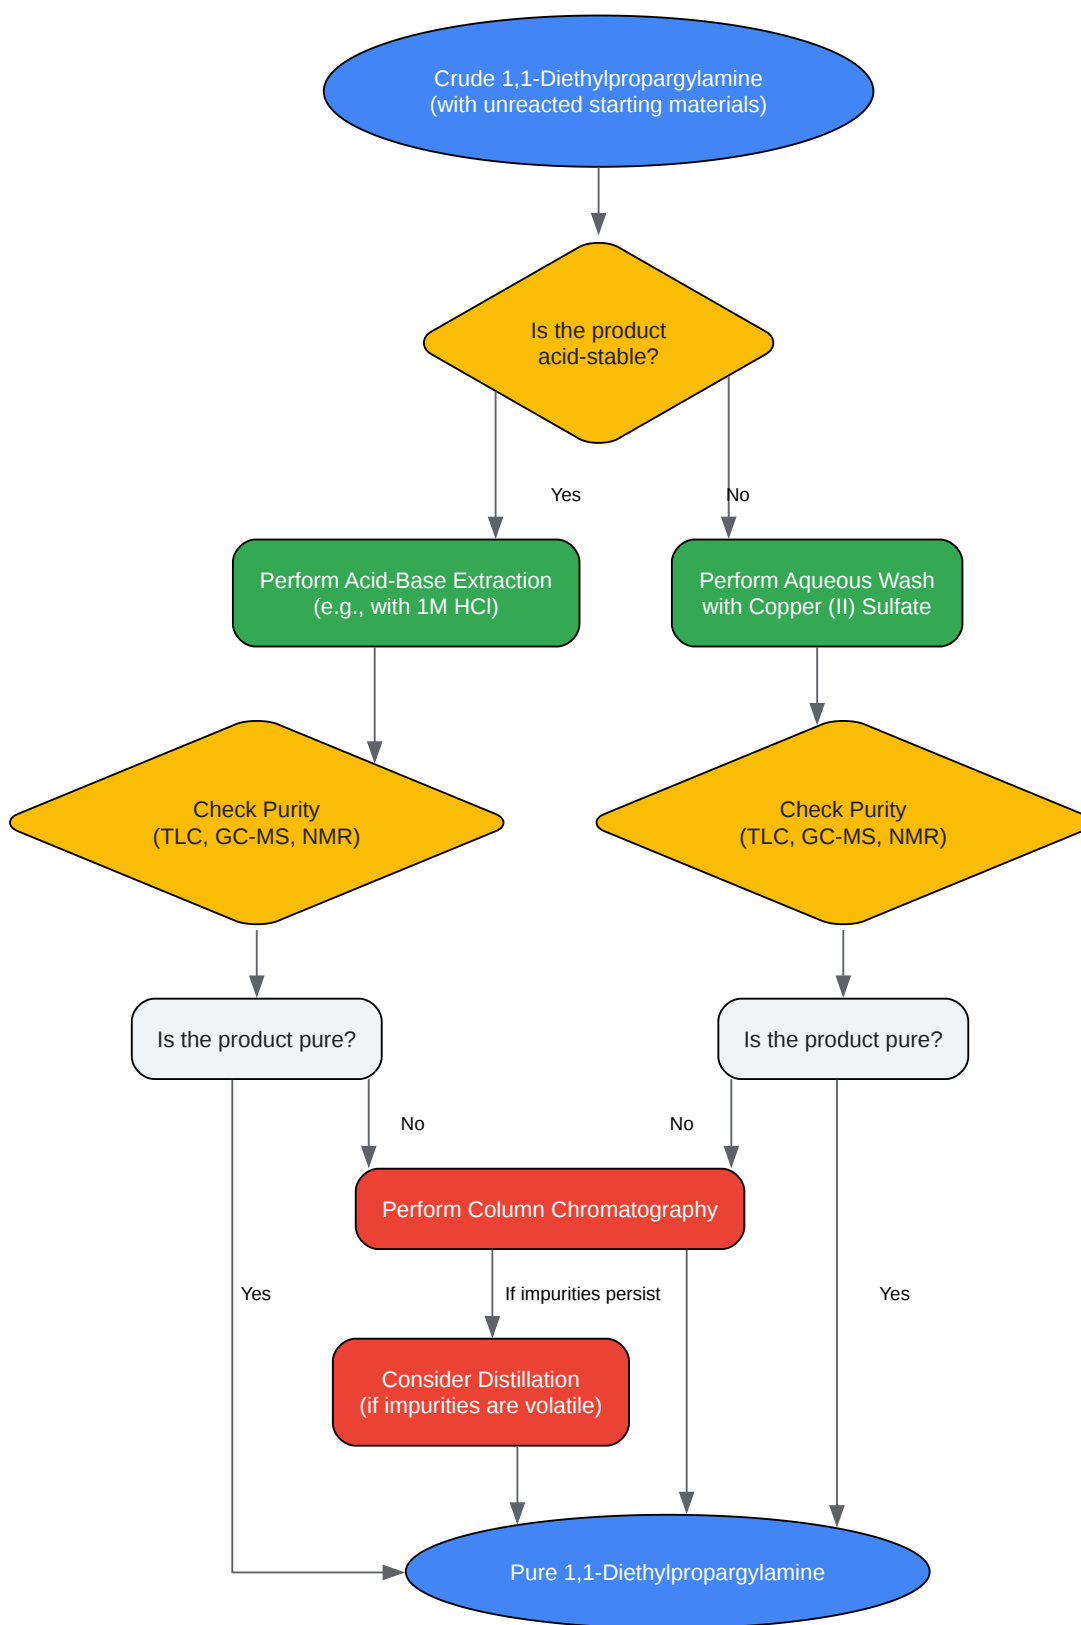 Crude 1,1-Diethylpropargylamine
(with unreacted starting materials)
Is the product
acid-stable?
Yes
No
Perform Acid-Base Extraction
(e.g., with 1M HCl)
Perform Aqueous Wash
with Copper (II) Sulfate
Check Purity
(TLC, GC-MS, NMR)
Check Purity
(TLC, GC-MS, NMR)
Is the product pure?
Is the product pure?
No
No
Perform Column Chromatography
Yes
If impurities persist
Yes
Consider Distillation
(if impurities are volatile)
Pure 1,1-Diethylpropargylamine